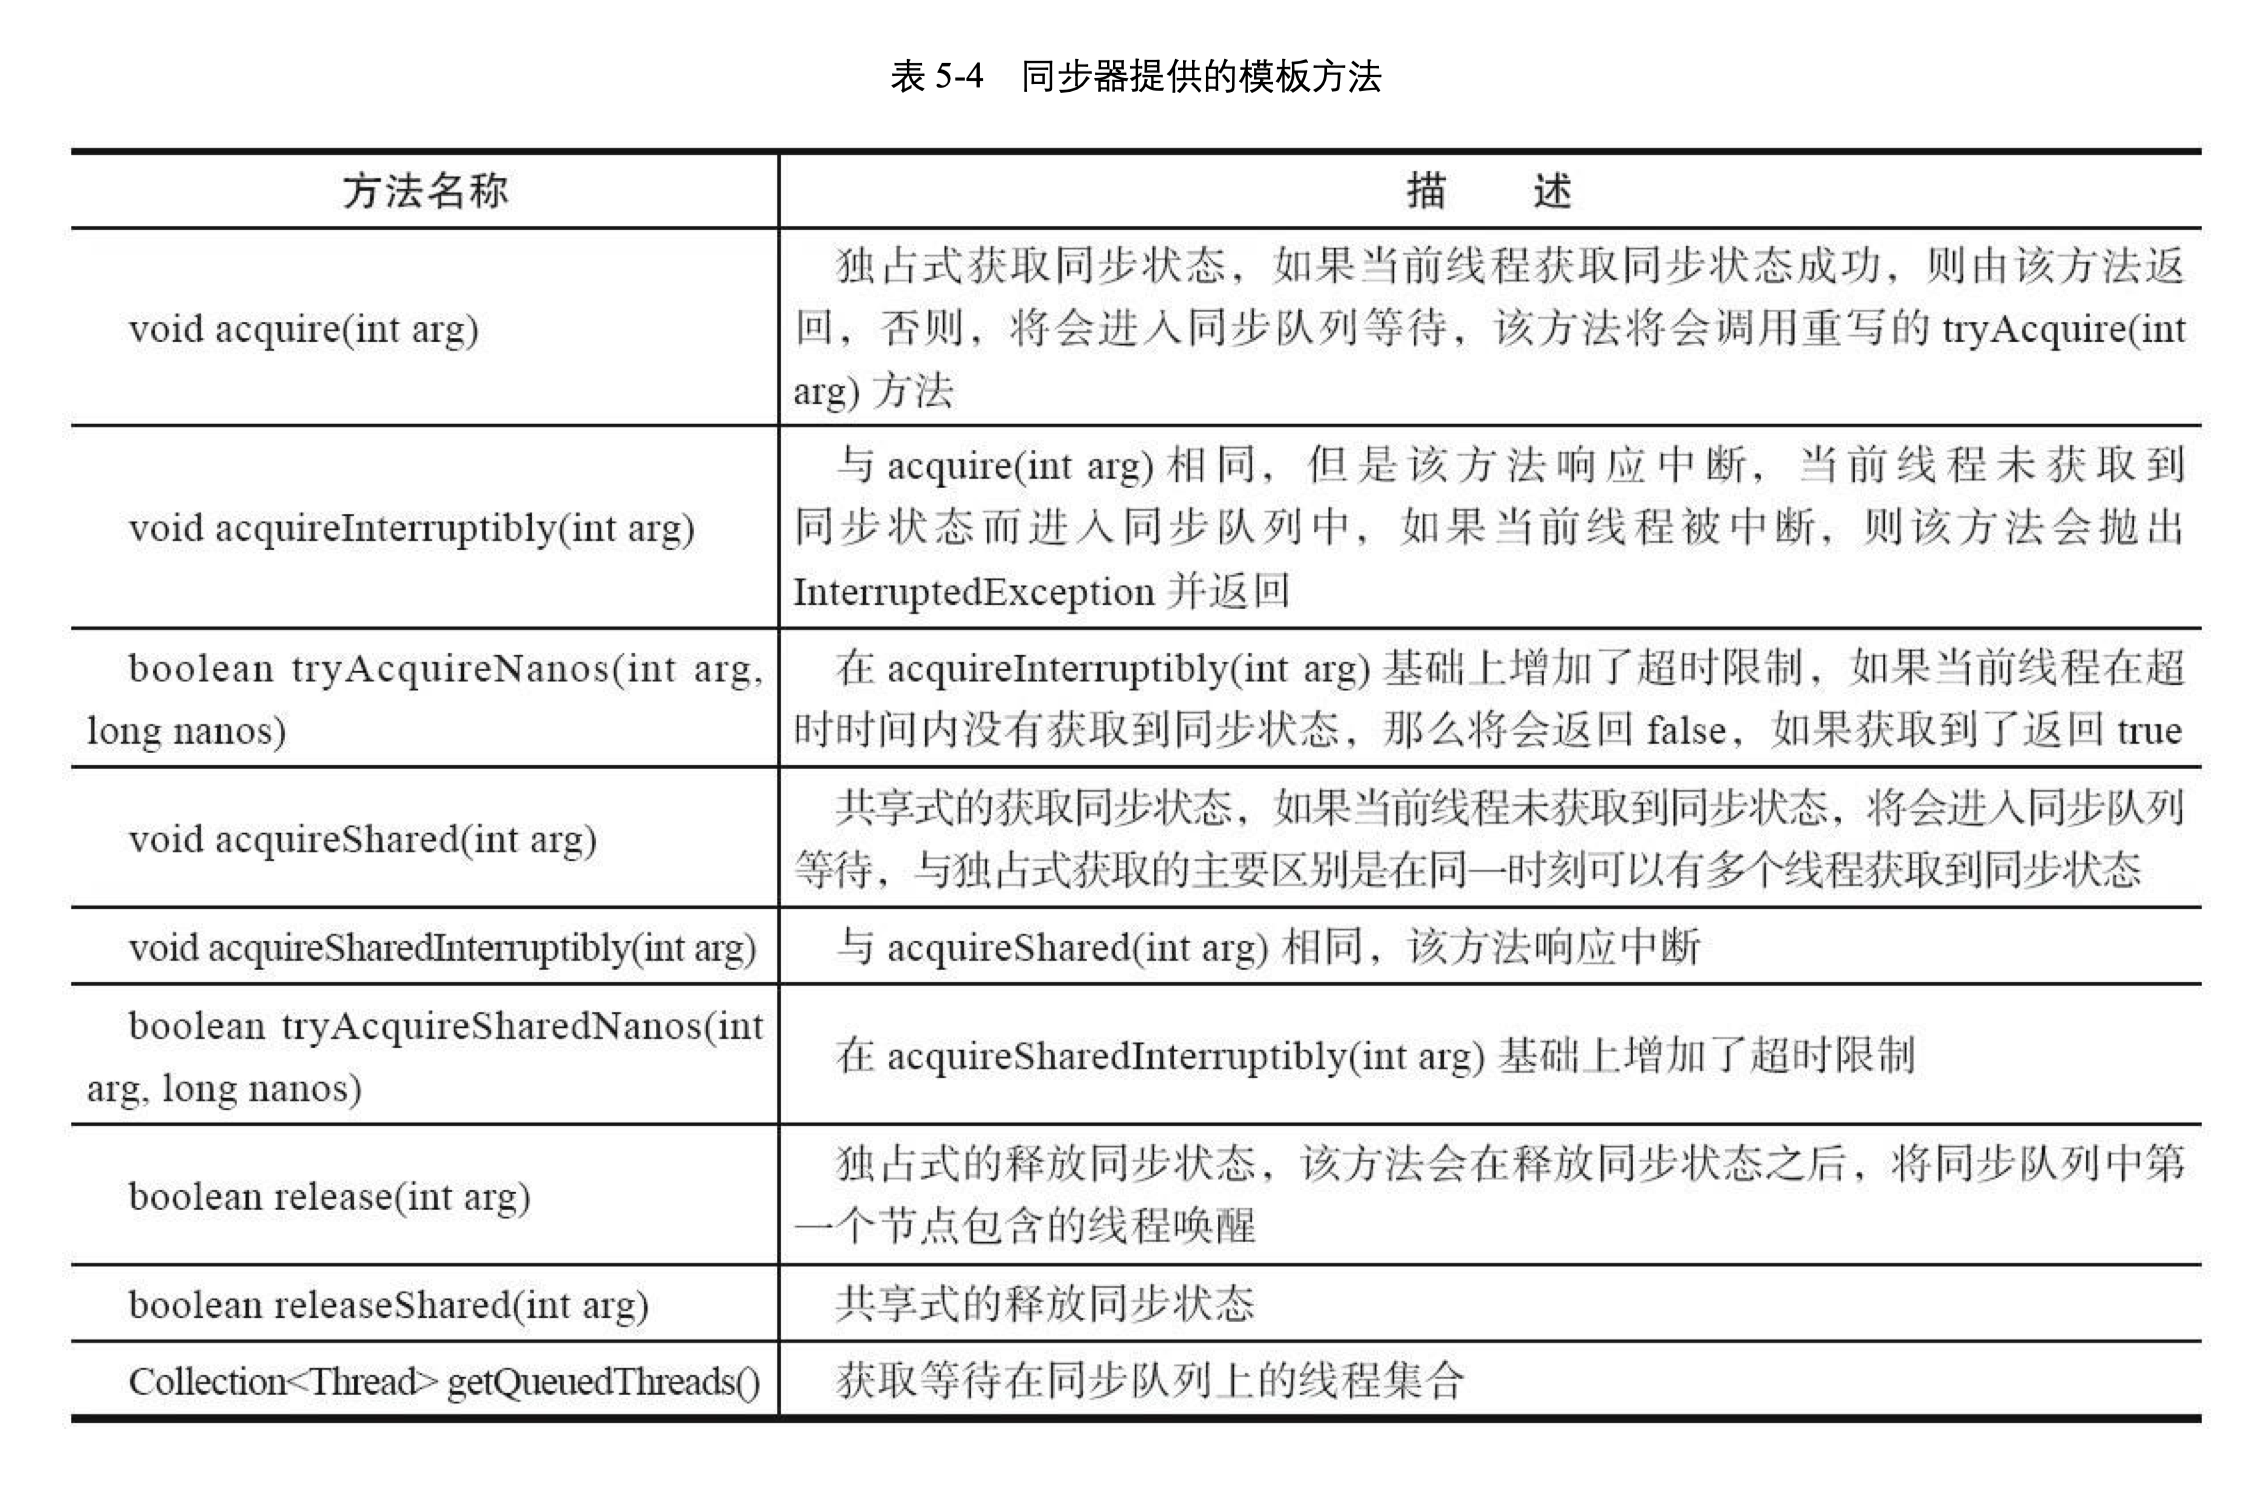 表 5-4 同步器提供的模板方法
方法名称
描 述
void acquire(int arg)
独占式获取同步状态，如果当前线程获取同步状态成功，则由该方法返
回，否则，将会进入同步队列等待，该方法将会调用重写的 tryAcquire(int
arg) 方法
void acquireInterruptibly(int arg)
与 acquire(int arg) 相同，但是该方法响应中断，当前线程未获取到
同步状态而进入同步队列中，如果当前线程被中断，则该方法会抛出
InterruptedException 并返回
boolean tryAcquireNanos(int arg,
long nanos)
在 acquireInterruptibly(int arg) 基础上增加了超时限制，如果当前线程在超
时时间内没有获取到同步状态，那么将会返回 false，如果获取到了返回 true
void acquireShared(int arg)
共享式的获取同步状态，如果当前线程未获取到同步状态，将会进入同步队列
等待，与独占式获取的主要区别是在同一时刻可以有多个线程获取到同步状态
void acquireSharedInterruptibly(int arg)
与 acquireShared(int arg) 相同，该方法响应中断
boolean tryAcquireSharedNanos(int
arg, long nanos)
在 acquireSharedInterruptibly(int arg) 基础上增加了超时限制
boolean release(int arg)
独占式的释放同步状态，该方法会在释放同步状态之后，将同步队列中第
一个节点包含的线程唤醒
boolean releaseShared(int arg)
共享式的释放同步状态
Collection<Thread> getQueuedThreads()
获取等待在同步队列上的线程集合